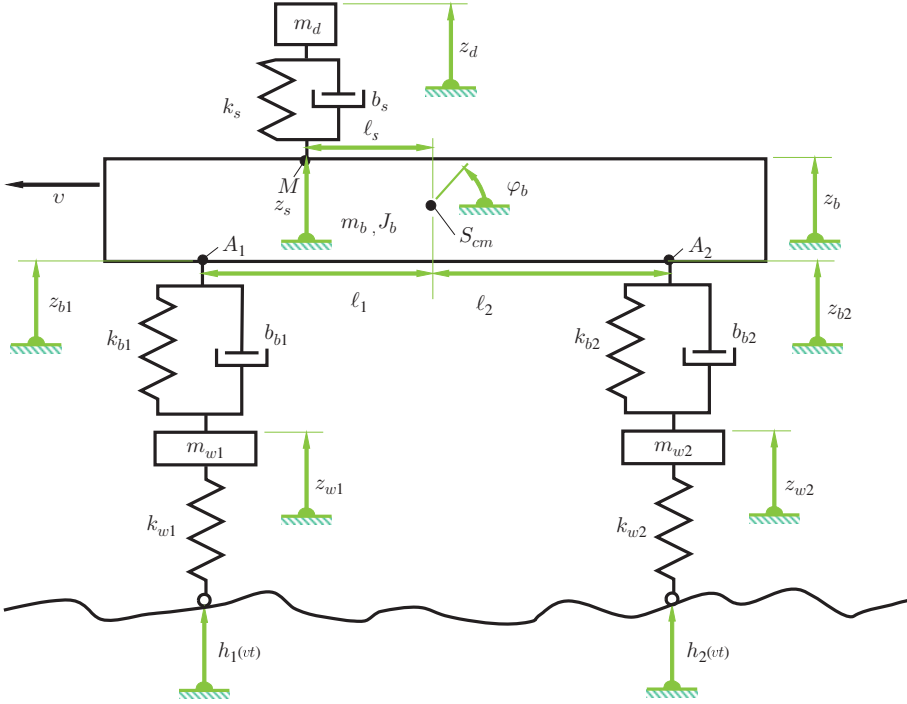 m_d
z_d
k_s
b_s
ℓ_s
M
z_s
φ_b
v
m_b , J_b
S_cm
z_b
A_1
A_2
z_b1
ℓ_1
ℓ_2
z_b2
k_b1
b_b1
k_b2
b_b2
m_w1
m_w2
z_w1
z_w2
k_w1
k_w2
h_1(vt)
h_2(vt)